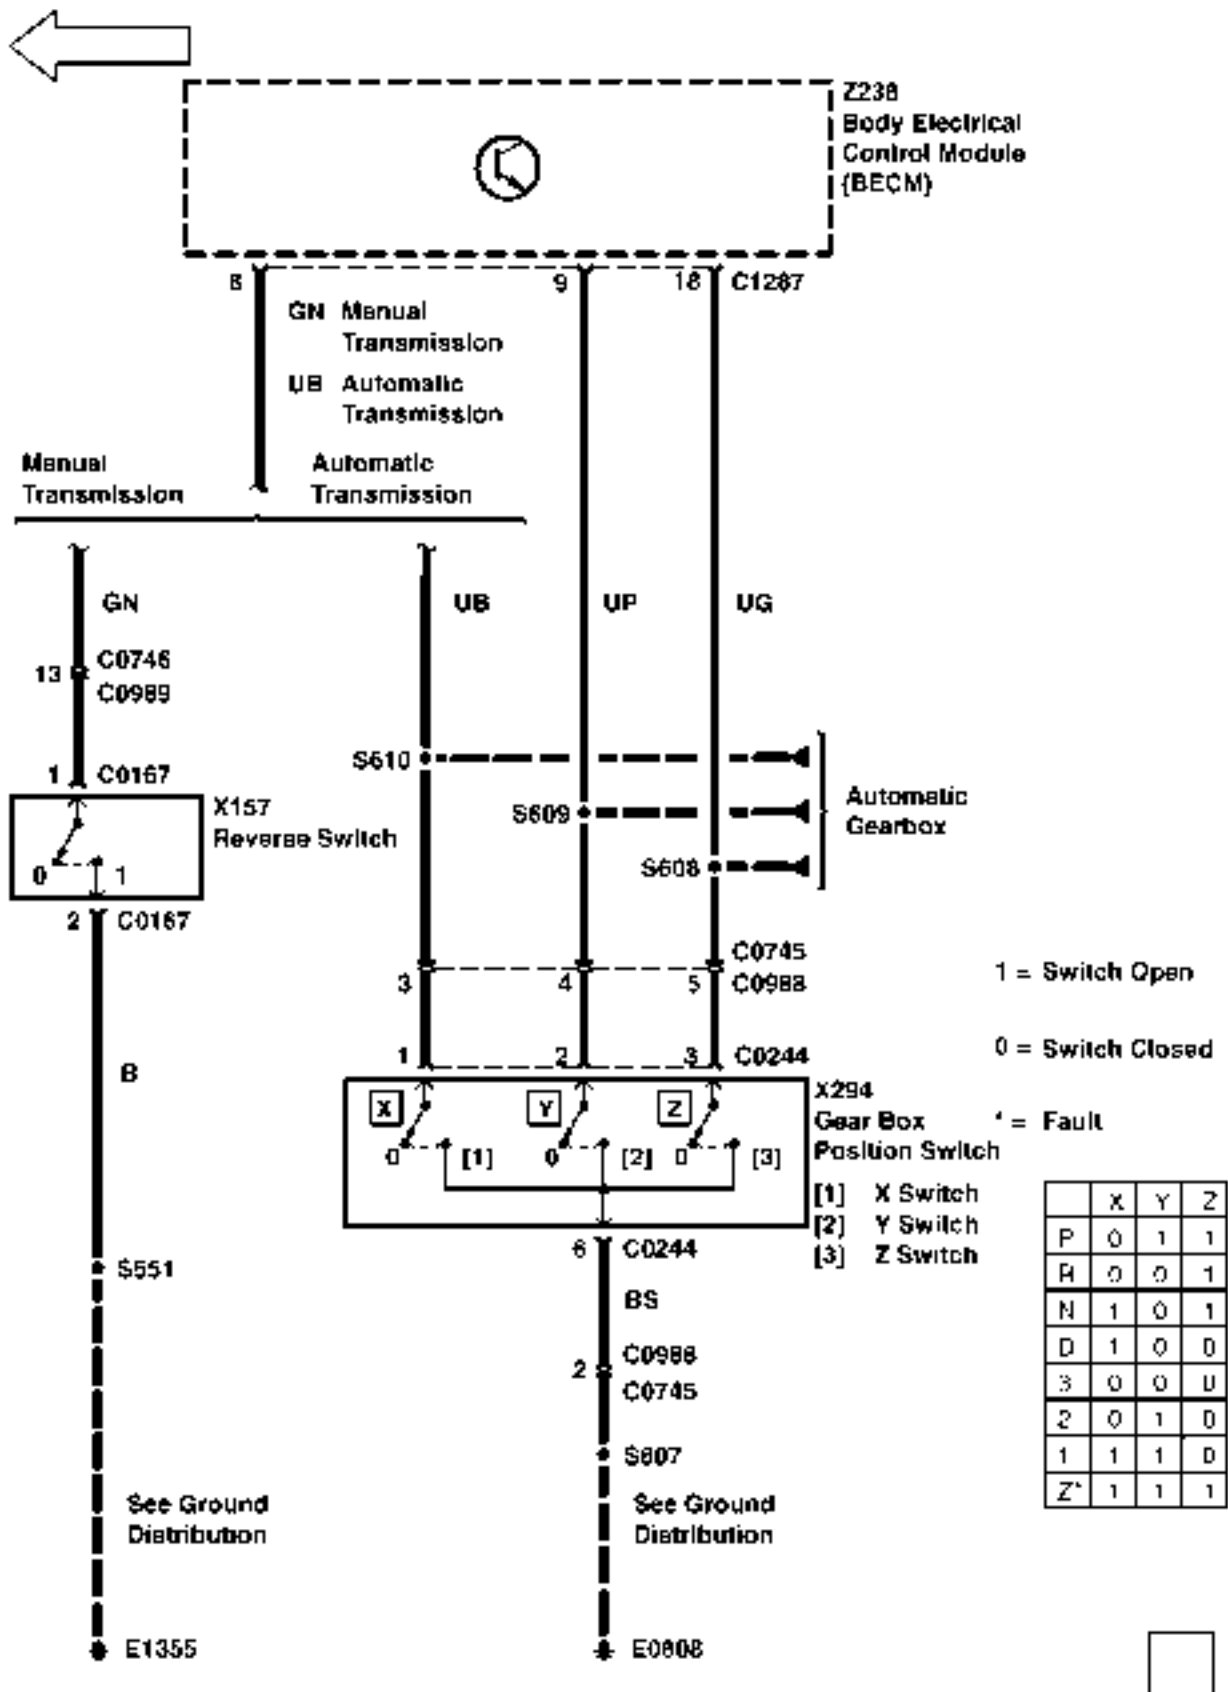 Z238
Body Electrical
Control Module
(BECM)
8
9
18
C1287
GN Manual
Transmission
UB Automatic
Transmission
Manual
Transmission
Automatic
Transmission
GN
UB
UP
UG
13
C0746
C0989
1
C0167
X157
Reverse Switch
0
1
2
C0167
S610
S609
S608
Automatic
Gearbox
3
4
5
C0745
C0988
1
2
3
C0244
X
Y
Z
0
[1]
0
[2]
0
[3]
X294
Gear Box
Position Switch
[1] X Switch
[2] Y Switch
[3] Z Switch
1 = Switch Open
0 = Switch Closed
* = Fault
B
6
C0244
BS
2
C0988
C0745
S551
S607
See Ground
Distribution
See Ground
Distribution
E1355
E0808
X Y Z
P 0 1 1
R 0 0 1
N 1 0 1
D 1 0 0
3 0 0 0
2 0 1 0
1 1 1 0
Z* 1 1 1